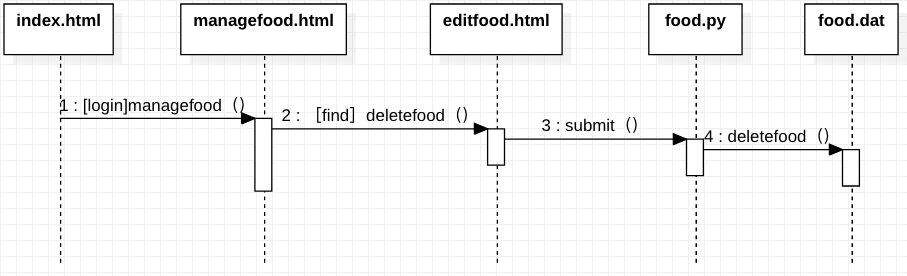 index.html
managefood.html
editfood.html
food.py
food.dat
1 : [login]managefood（）
2 : ［find］deletefood（）
3 : submit（）
4 : deletefood（）